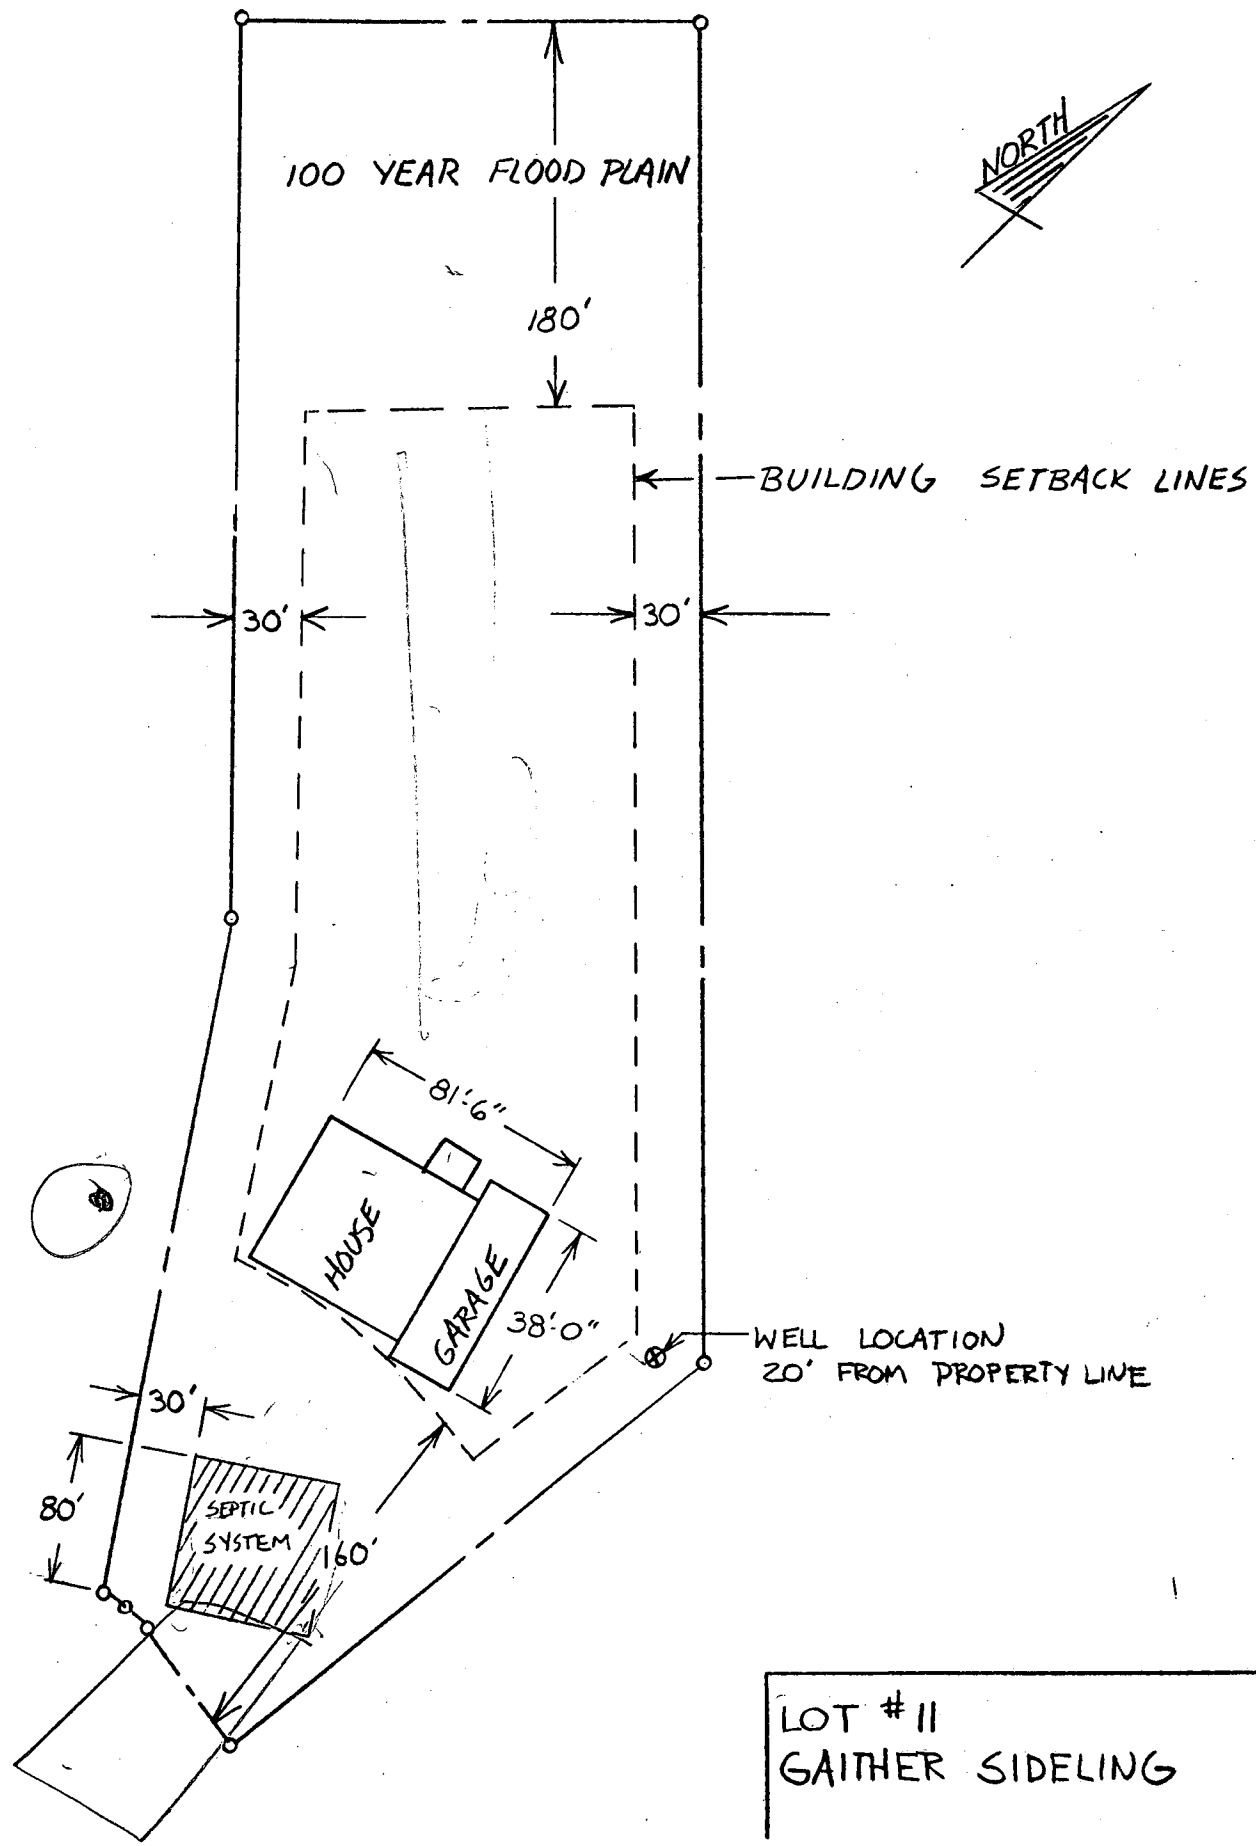 NORTH
100 YEAR FLOOD PLAIN
180'
BUILDING SETBACK LINES
30'
30'
81'-6"
HOUSE
GARAGE
38'-0"
WELL LOCATION
20' FROM PROPERTY LINE
30'
80'
SEPTIC
SYSTEM
160'
LOT #11
GAITHER SIDELING